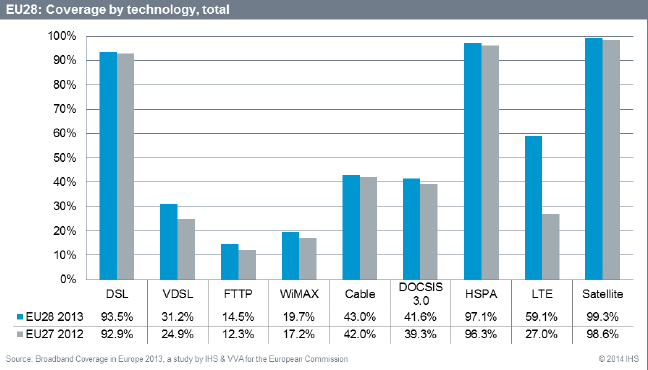 EU28: Coverage by technology, total
100%
90%
80%
70%
60%
50%
40%
30%
20%
10%
0%
DSL VDSL FTTP WiMAX Cable DOCSIS 3.0 HSPA LTE Satellite
EU28 2013 93.5% 31.2% 14.5% 19.7% 43.0% 41.6% 97.1% 59.1% 99.3%
EU27 2012 92.9% 24.9% 12.3% 17.2% 42.0% 39.3% 96.3% 27.0% 98.6%
Source: Broadband Coverage in Europe 2013, a study by IHS & VVA for the European Commission © 2014 IHS